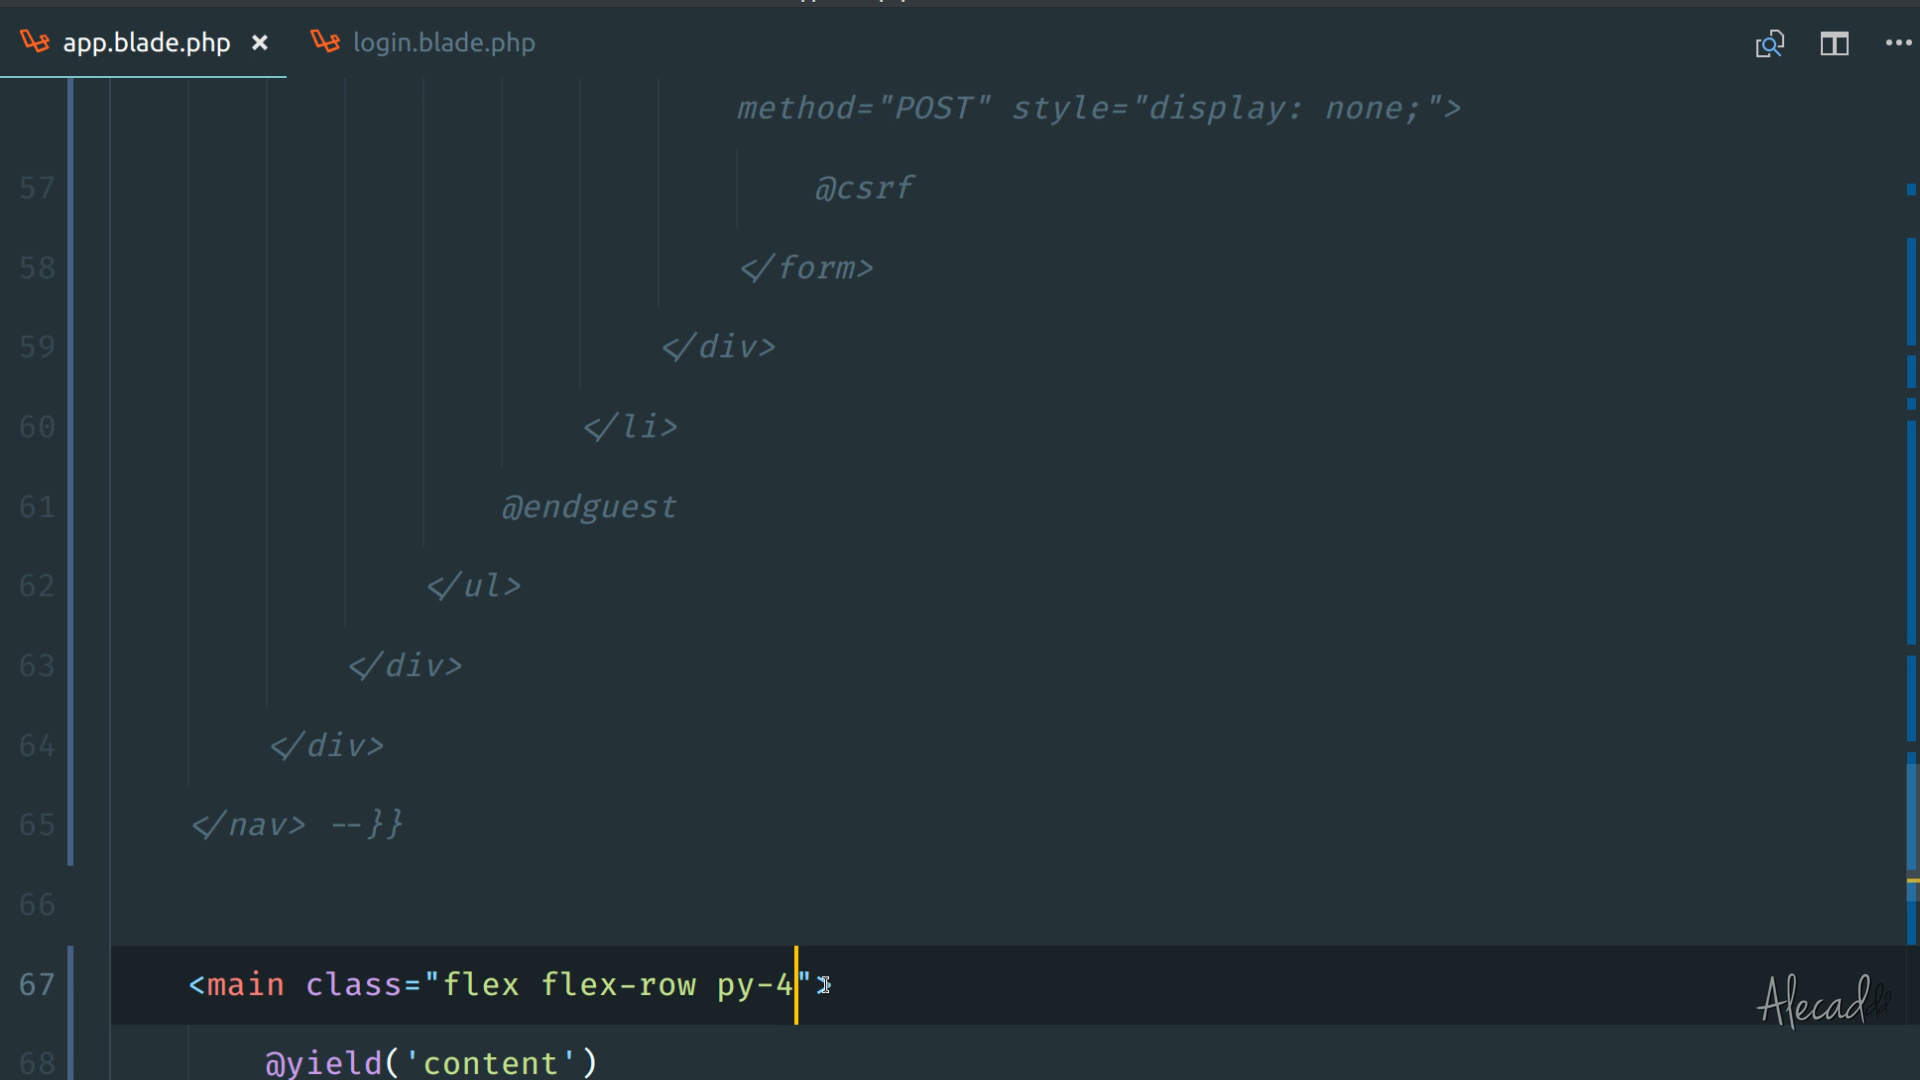 app.blade.php × login.blade.php
method="POST" style="display: none;">
57 @csrf
58 </form>
59 </div>
60 </li>
61 @endguest
62 </ul>
63 </div>
64 </div>
65 </nav> --}}
66
67 <main class="flex flex-row py-4">
68 @yield('content')
Alecaddd